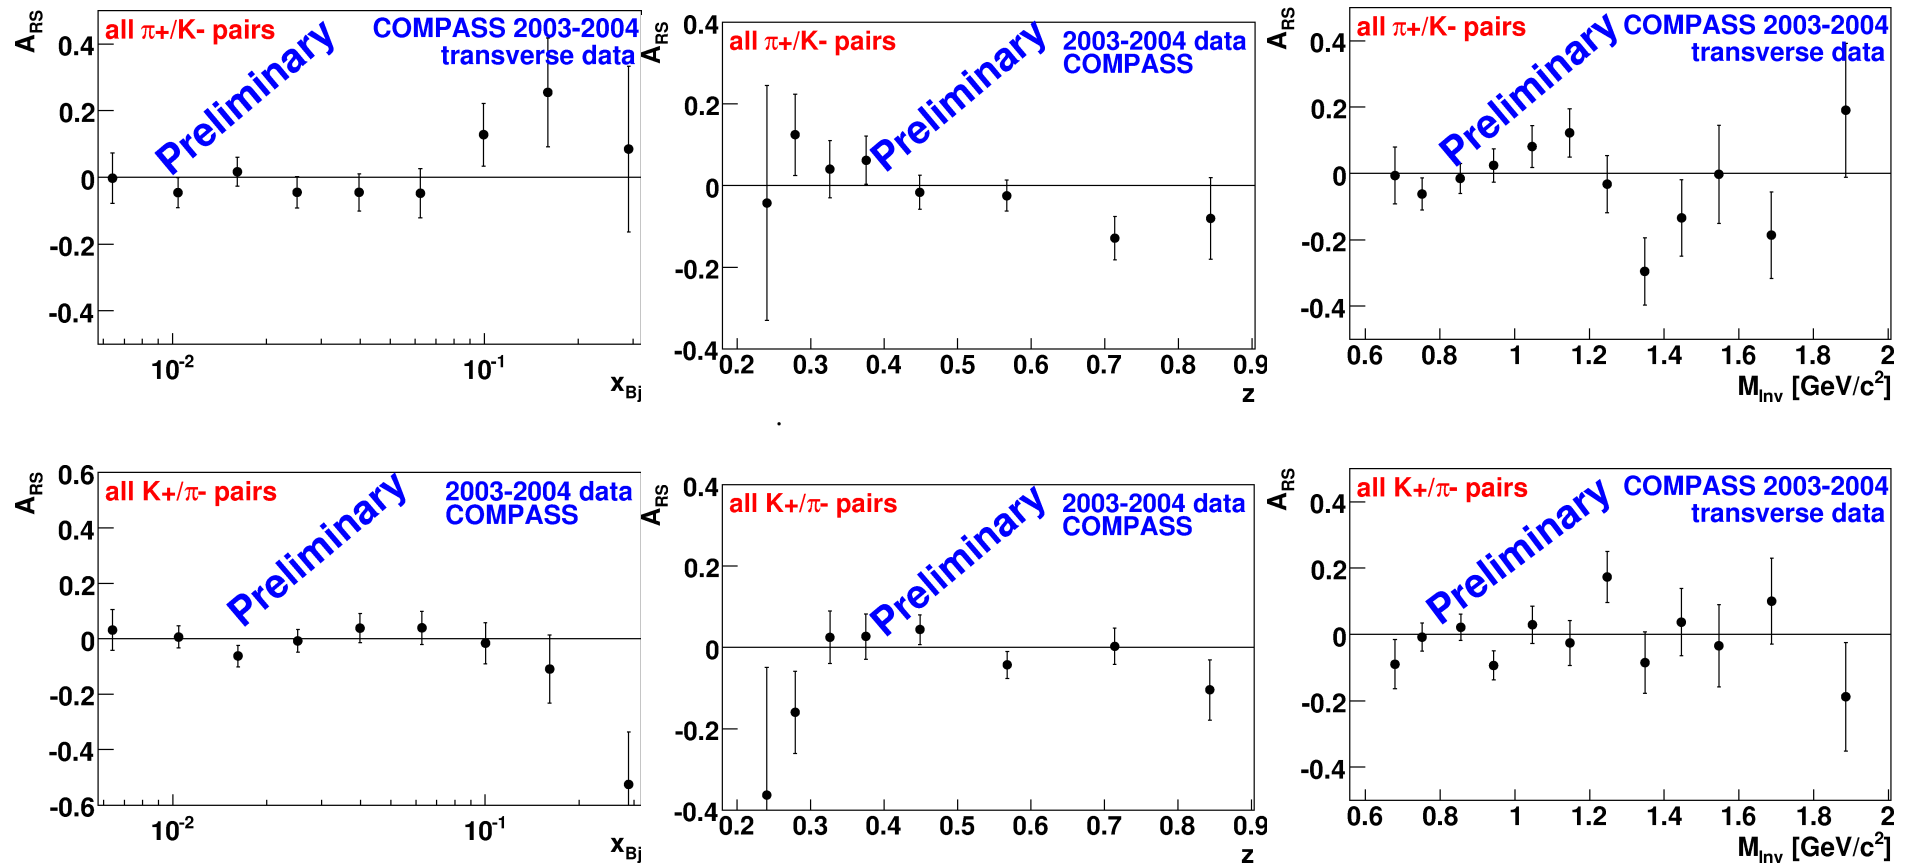 A_RS
all π+/K- pairs
Preliminary
COMPASS 2003-2004
transverse data
0.4
0.2
0
-0.2
-0.4
10^-2
10^-1
x_Bj
A_RS
all π+/K- pairs
Preliminary
2003-2004 data
COMPASS
0.4
0.2
0
-0.2
-0.4
0.2 0.3 0.4 0.5 0.6 0.7 0.8 0.9
z
A_RS
all π+/K- pairs
Preliminary
COMPASS 2003-2004
transverse data
0.4
0.2
0
-0.2
-0.4
0.6 0.8 1 1.2 1.4 1.6 1.8 2
M_Inv [GeV/c^2]
A_RS
all K+/π- pairs
Preliminary
2003-2004 data
COMPASS
0.6
0.4
0.2
0
-0.2
-0.4
-0.6
10^-2
10^-1
x_Bj
A_RS
all K+/π- pairs
Preliminary
2003-2004 data
COMPASS
0.4
0.2
0
-0.2
-0.4
0.2 0.3 0.4 0.5 0.6 0.7 0.8 0.9
z
A_RS
all K+/π- pairs
Preliminary
COMPASS 2003-2004
transverse data
0.4
0.2
0
-0.2
-0.4
0.6 0.8 1 1.2 1.4 1.6 1.8 2
M_Inv [GeV/c^2]